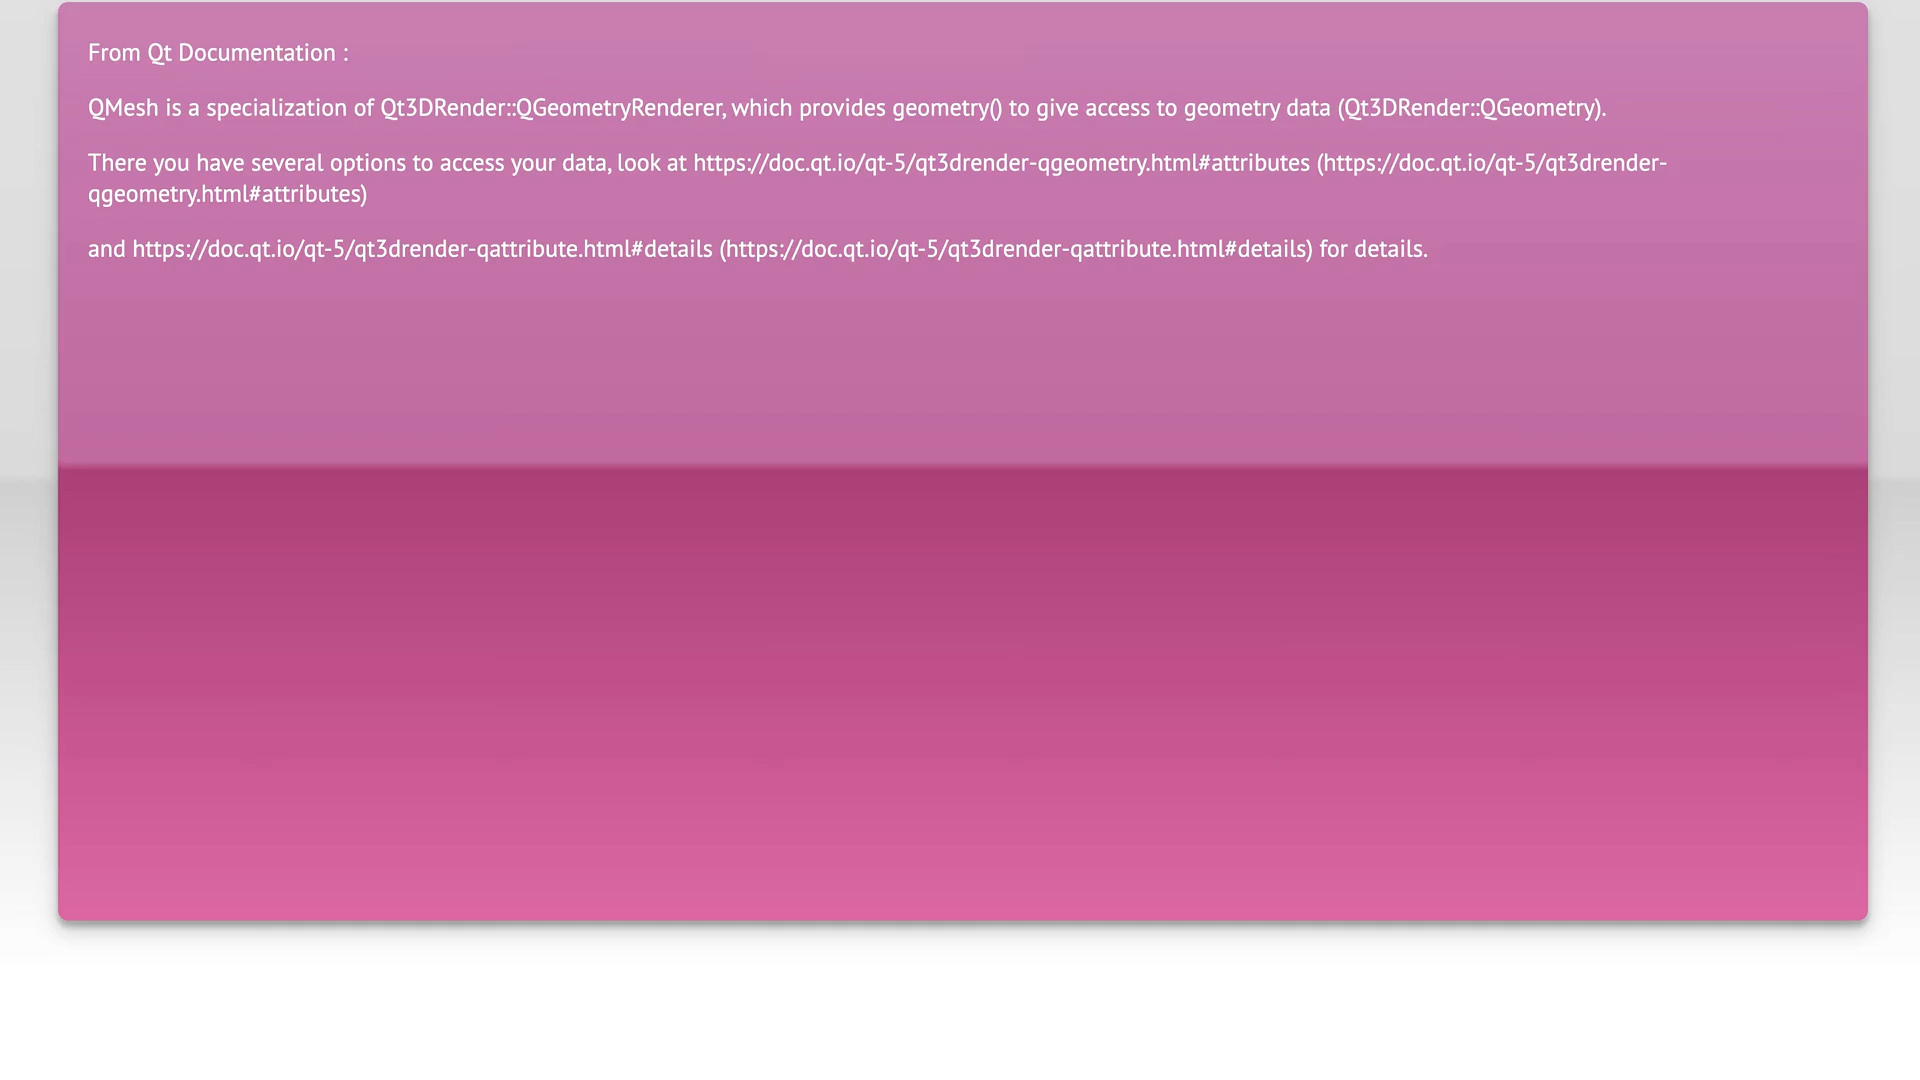 From Qt Documentation :
QMesh is a specialization of Qt3DRender::QGeometryRenderer, which provides geometry() to give access to geometry data (Qt3DRender::QGeometry).
There you have several options to access your data, look at https://doc.qt.io/qt-5/qt3drender-qgeometry.html#attributes (https://doc.qt.io/qt-5/qt3drender-
qgeometry.html#attributes)
and https://doc.qt.io/qt-5/qt3drender-qattribute.html#details (https://doc.qt.io/qt-5/qt3drender-qattribute.html#details) for details.